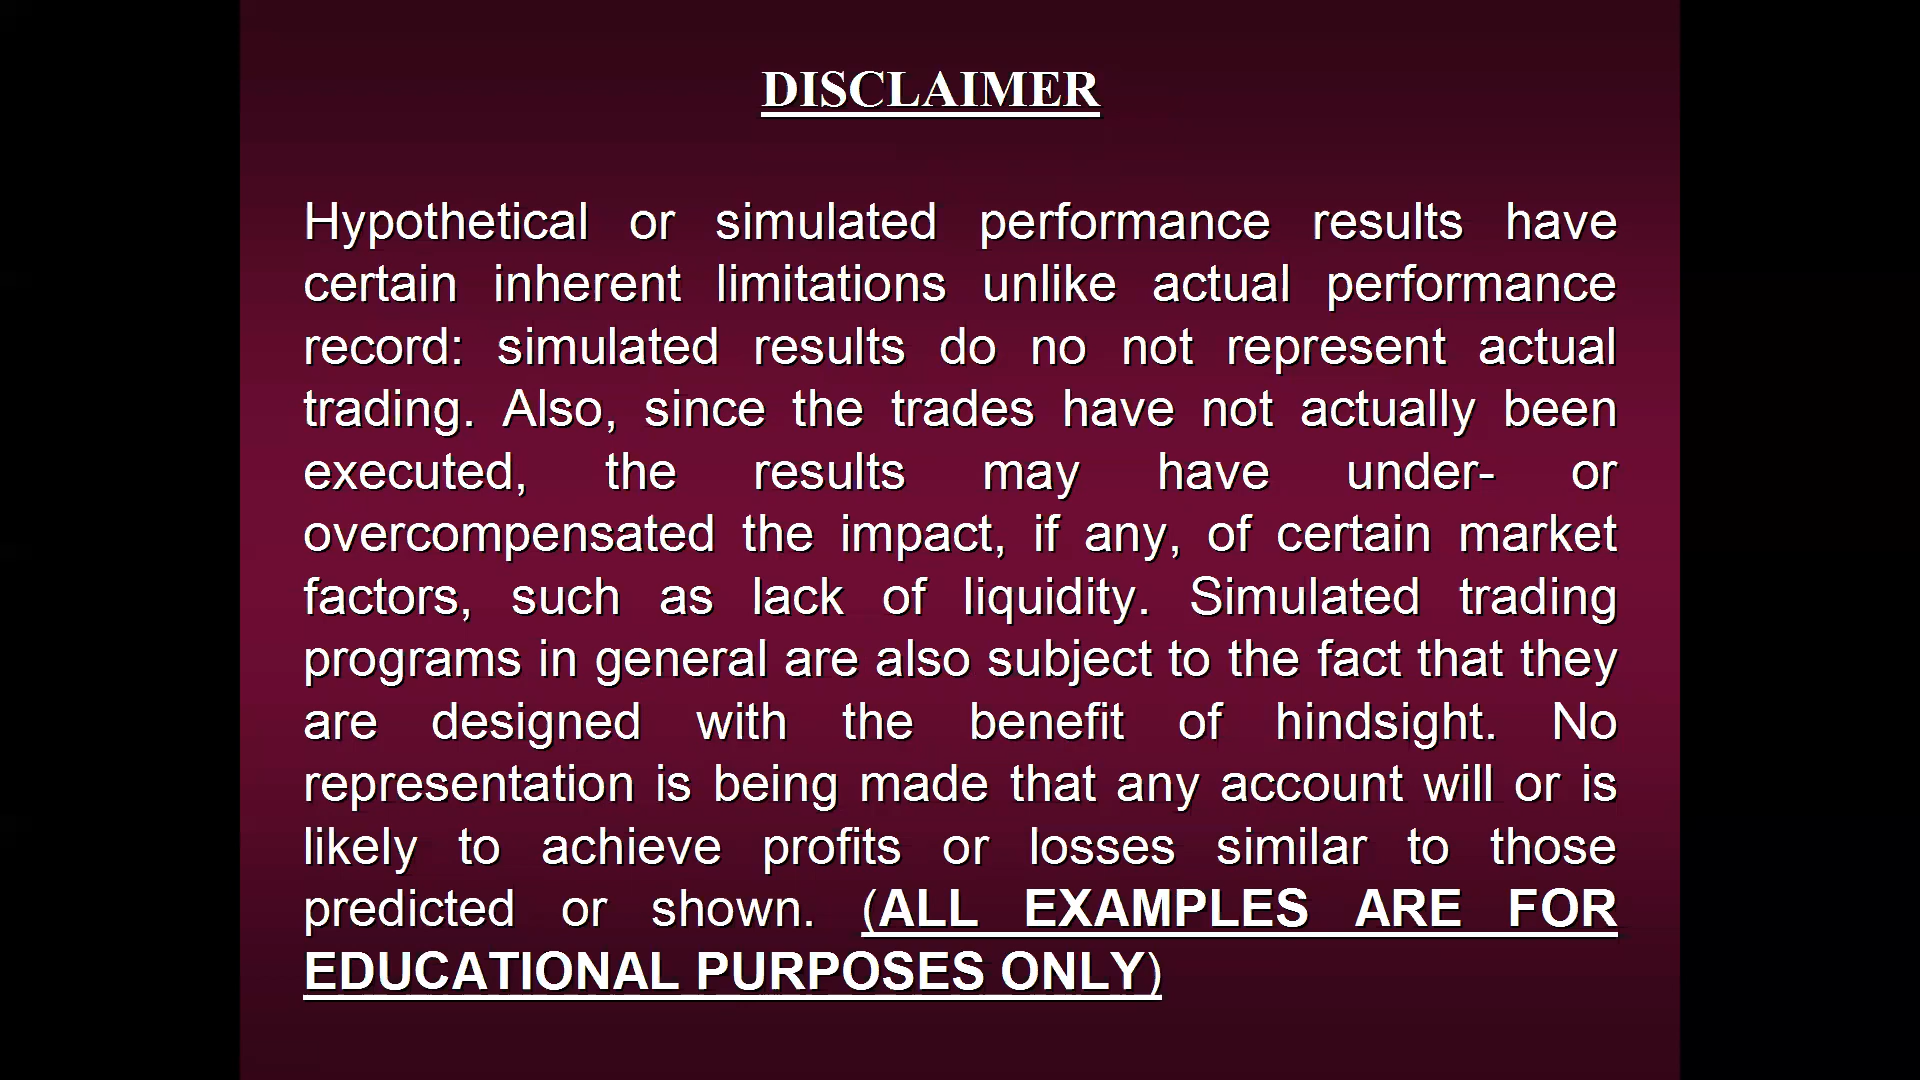 DISCLAIMER
Hypothetical or simulated performance results have
certain inherent limitations unlike actual performance
record: simulated results do no not represent actual
trading. Also, since the trades have not actually been
executed, the results may have under- or
overcompensated the impact, if any, of certain market
factors, such as lack of liquidity. Simulated trading
programs in general are also subject to the fact that they
are designed with the benefit of hindsight. No
representation is being made that any account will or is
likely to achieve profits or losses similar to those
predicted or shown. (ALL EXAMPLES ARE FOR
EDUCATIONAL PURPOSES ONLY)